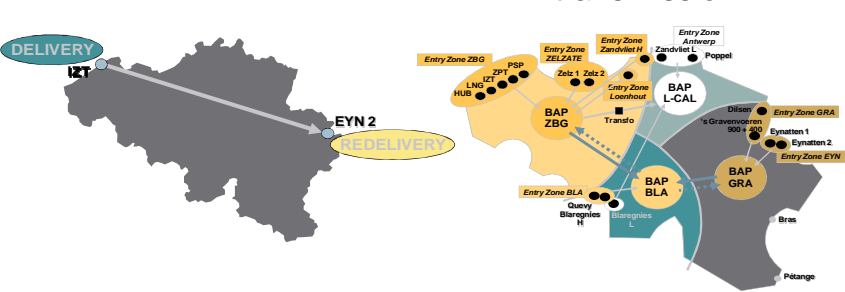 DELIVERY
IZT
EYN 2
REDELIVERY
Entry Zone ZBG
PSP
ZPT
IZT
LNG
HUB
Entry Zone
ZELZATE
Zelz 1 Zelz 2
Entry Zone
Zandvliet H
Entry Zone
Antwerp
Zandvliet L
Poppel
Entry Zone
Loenhout
BAP
ZBG
Transfo
BAP
L-CAL
Dilsen
Entry Zone GRA
's Gravenvoeren
900 + 400
Eynatten 1
Eynatten 2
Entry Zone EYN
BAP
BLA
BAP
GRA
Entry Zone BLA
Quevy
Blaregnies
H
Blaregnies
L
Bras
Pétange